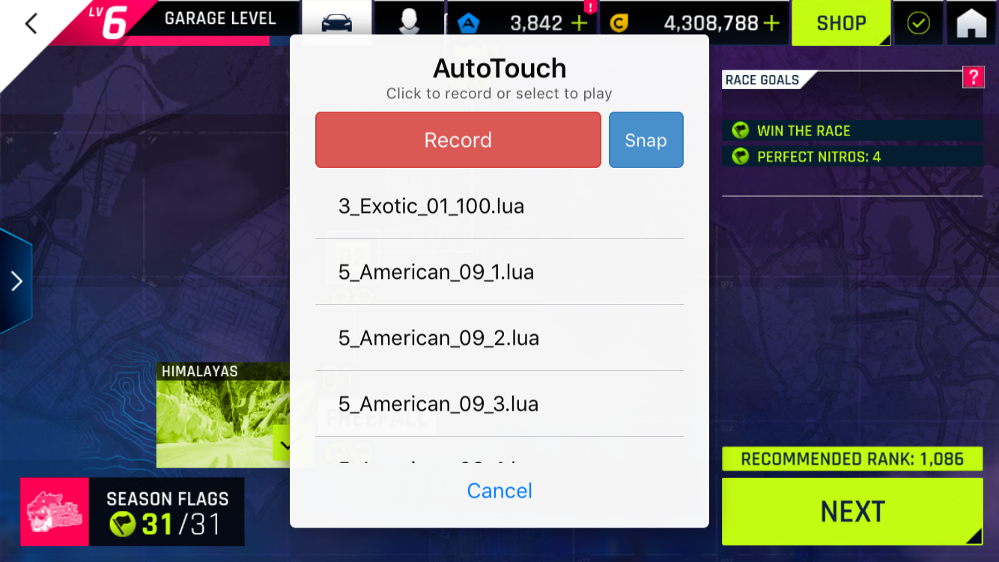 LV 6
GARAGE LEVEL
3,842
4,308,788
SHOP
AutoTouch
Click to record or select to play
Record
Snap
3_Exotic_01_100.lua
5_American_09_1.lua
5_American_09_2.lua
5_American_09_3.lua
Cancel
RACE GOALS
?
WIN THE RACE
PERFECT NITROS: 4
HIMALAYAS
FREEFALL
SEASON FLAGS
31/31
RECOMMENDED RANK: 1,086
NEXT